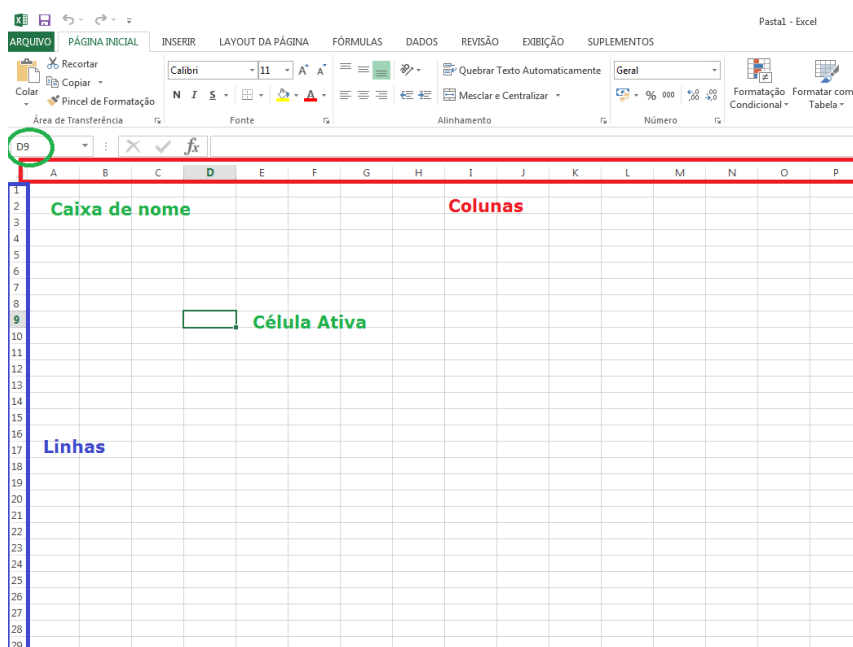 Pasta1 - Excel
ARQUIVO PÁGINA INICIAL INSERIR LAYOUT DA PÁGINA FÓRMULAS DADOS REVISÃO EXIBIÇÃO SUPLEMENTOS
Colar
Recortar
Copiar
Pincel de Formatação
Área de Transferência
Calibri 11 A A
N I S A
Fonte
Quebrar Texto Automaticamente
Mesclar e Centralizar
Alinhamento
Geral
% 000 ,00 ,00
Número
Formatação Condicional
Formatar com Tabela
D9 fx
A B C D E F G H I J K L M N O P
1
2 Caixa de nome Colunas
3
4
5
6
7
8
9 Célula Ativa
10
11
12
13
14
15
16
17 Linhas
18
19
20
21
22
23
24
25
26
27
28
29